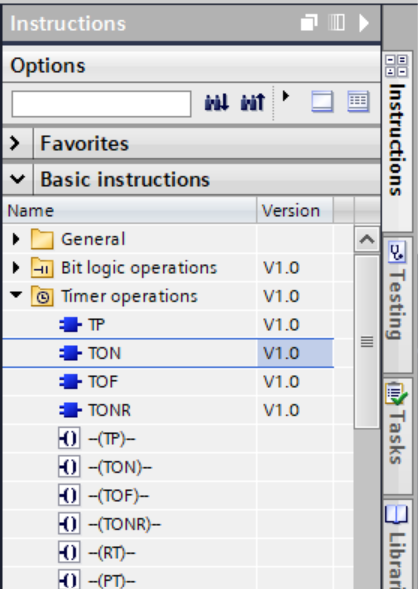 Instructions
Options
Favorites
Basic instructions
Name Version
General
Bit logic operations V1.0
Timer operations V1.0
TP V1.0
TON V1.0
TOF V1.0
TONR V1.0
-(TP)-
-(TON)-
-(TOF)-
-(TONR)-
-(RT)-
-(PT)-
Instructions
Testing
Tasks